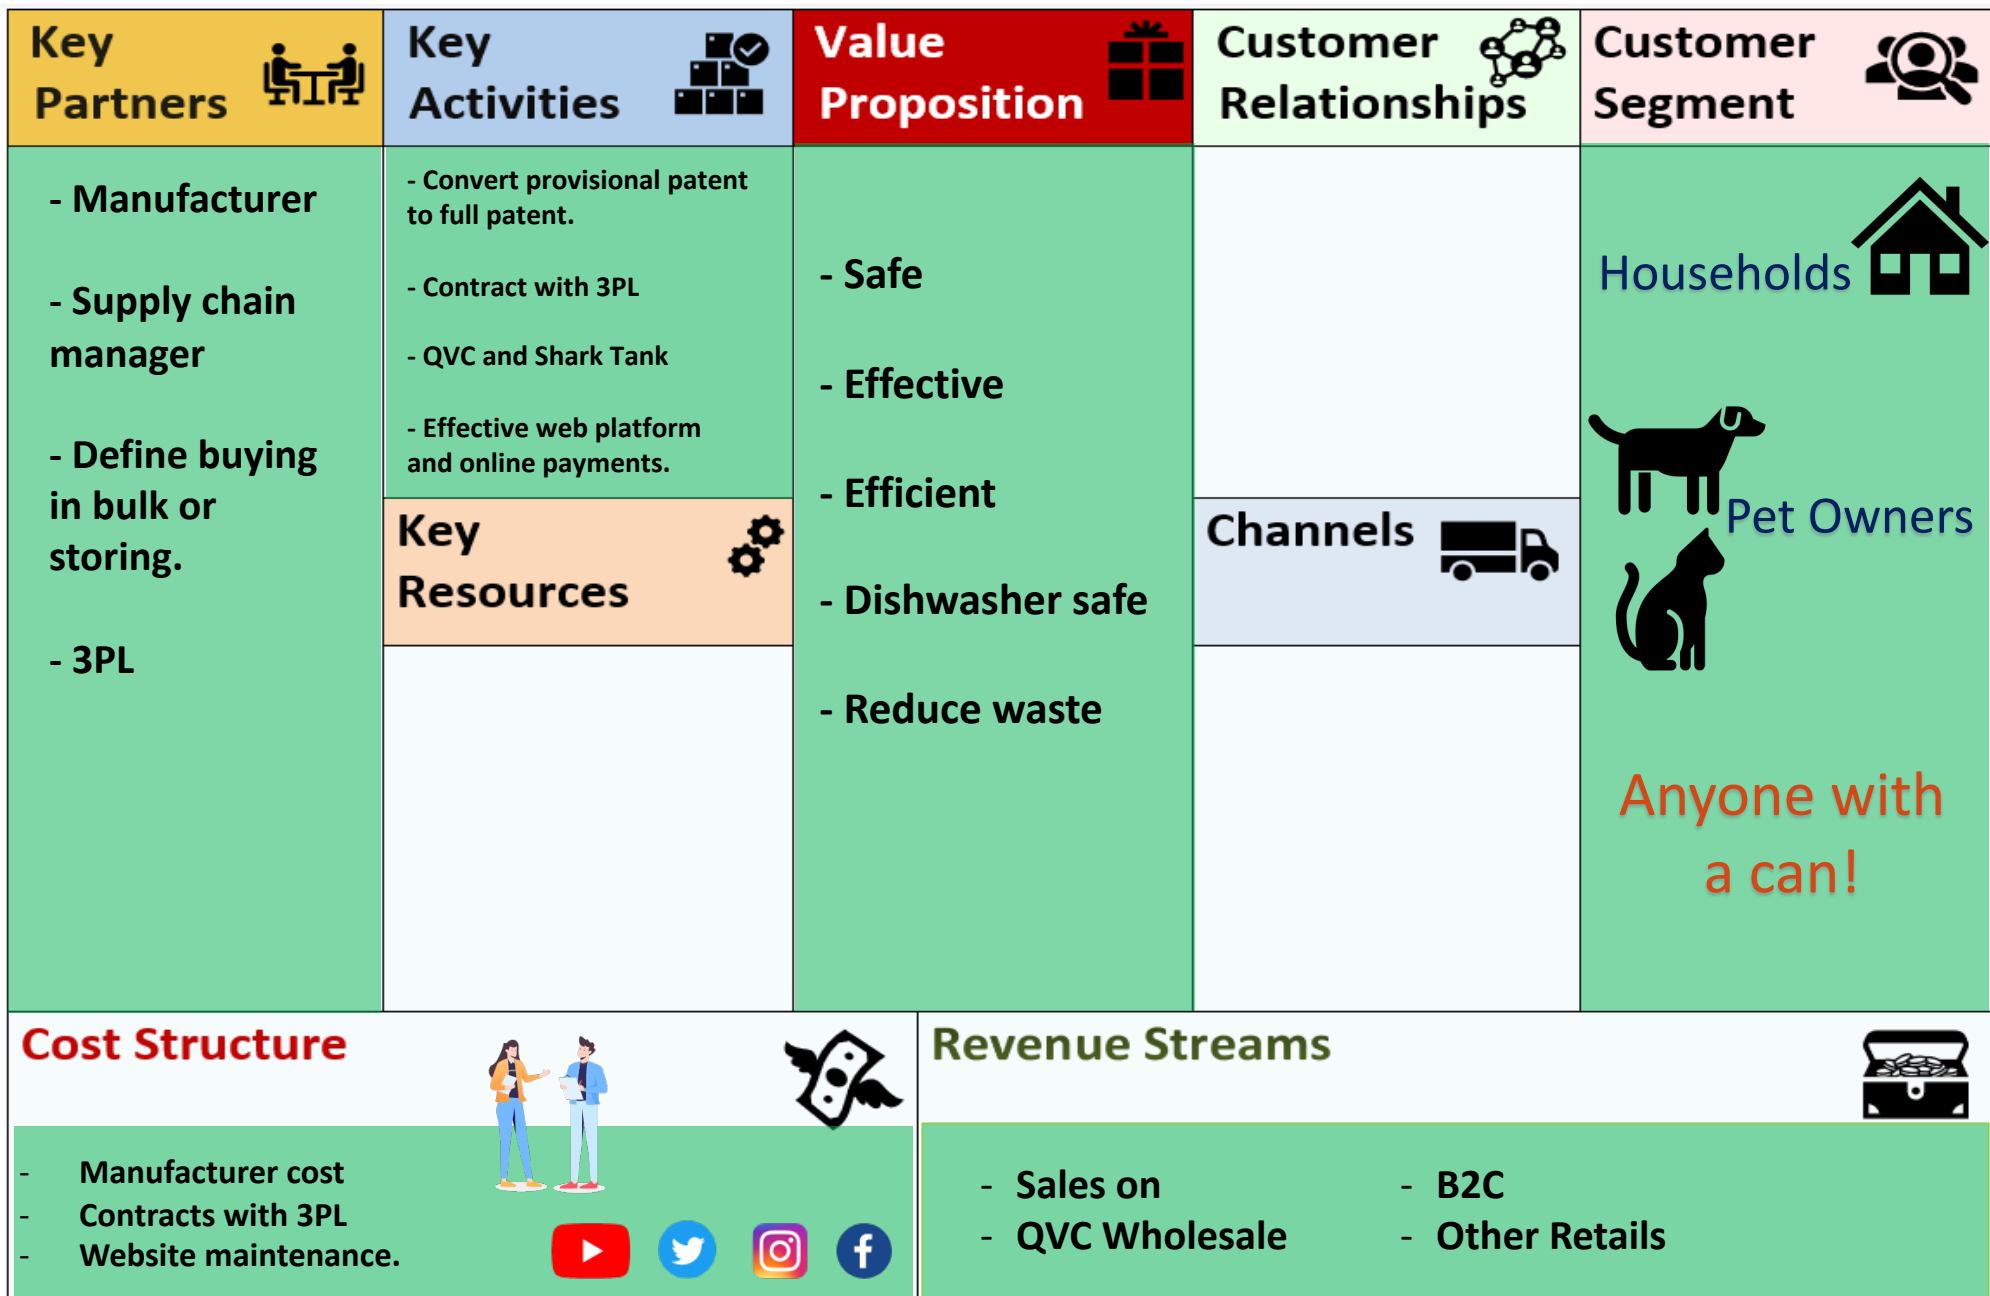 Key
Partners
- Manufacturer
- Supply chain
manager
- Define buying
in bulk or
storing.
- 3PL
Key
Activities
- Convert provisional patent
to full patent.
- Contract with 3PL
- QVC and Shark Tank
- Effective web platform
and online payments.
Key
Resources
Value
Proposition
- Safe
- Effective
- Efficient
- Dishwasher safe
- Reduce waste
Customer
Relationships
Channels
Customer
Segment
Households
Pet Owners
Anyone with
a can!
Cost Structure
- Manufacturer cost
- Contracts with 3PL
- Website maintenance.
Revenue Streams
- Sales on
- QVC Wholesale
- B2C
- Other Retails